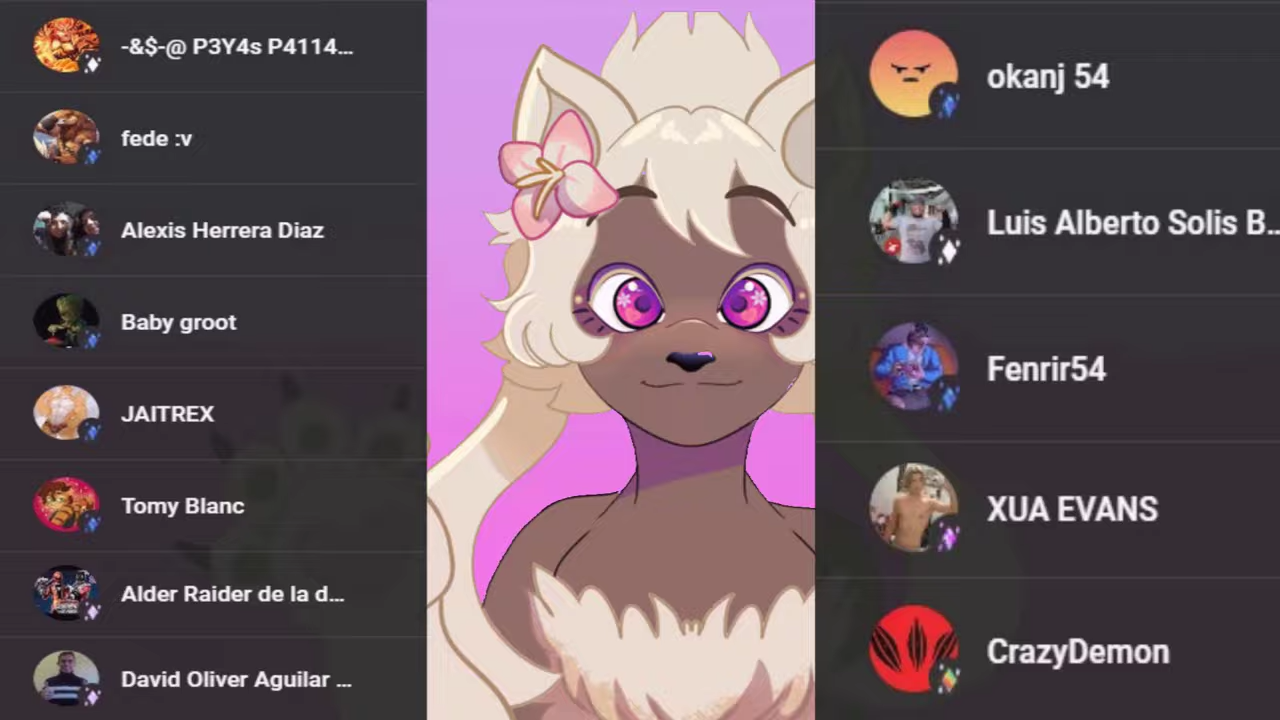 -&$-@ P3Y4s P4114...
fede :v
Alexis Herrera Diaz
Baby groot
JAITREX
Tomy Blanc
Alder Raider de la d...
David Oliver Aguilar ...
okanj 54
Luis Alberto Solis B...
Fenrir54
XUA EVANS
CrazyDemon